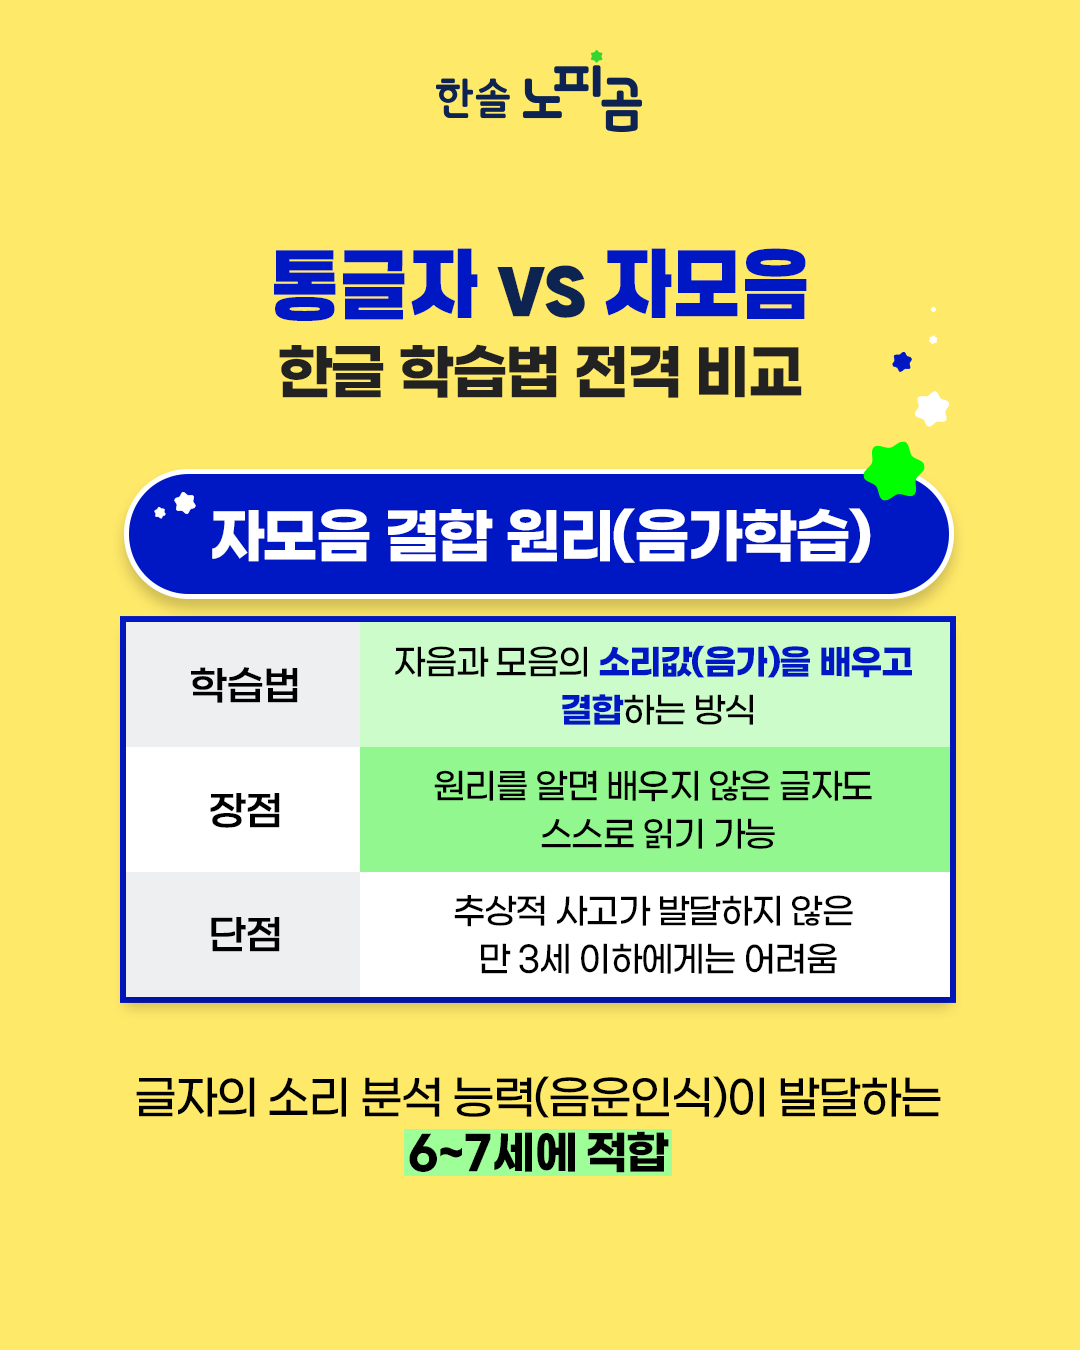 한솔 노피곰
통글자 vs 자모음
한글 학습법 전격 비교
자모음 결합 원리(음가학습)
학습법
자음과 모음의 소리값(음가)을 배우고
결합하는 방식
장점
원리를 알면 배우지 않은 글자도
스스로 읽기 가능
단점
추상적 사고가 발달하지 않은
만 3세 이하에게는 어려움
글자의 소리 분석 능력(음운인식)이 발달하는
6~7세에 적합